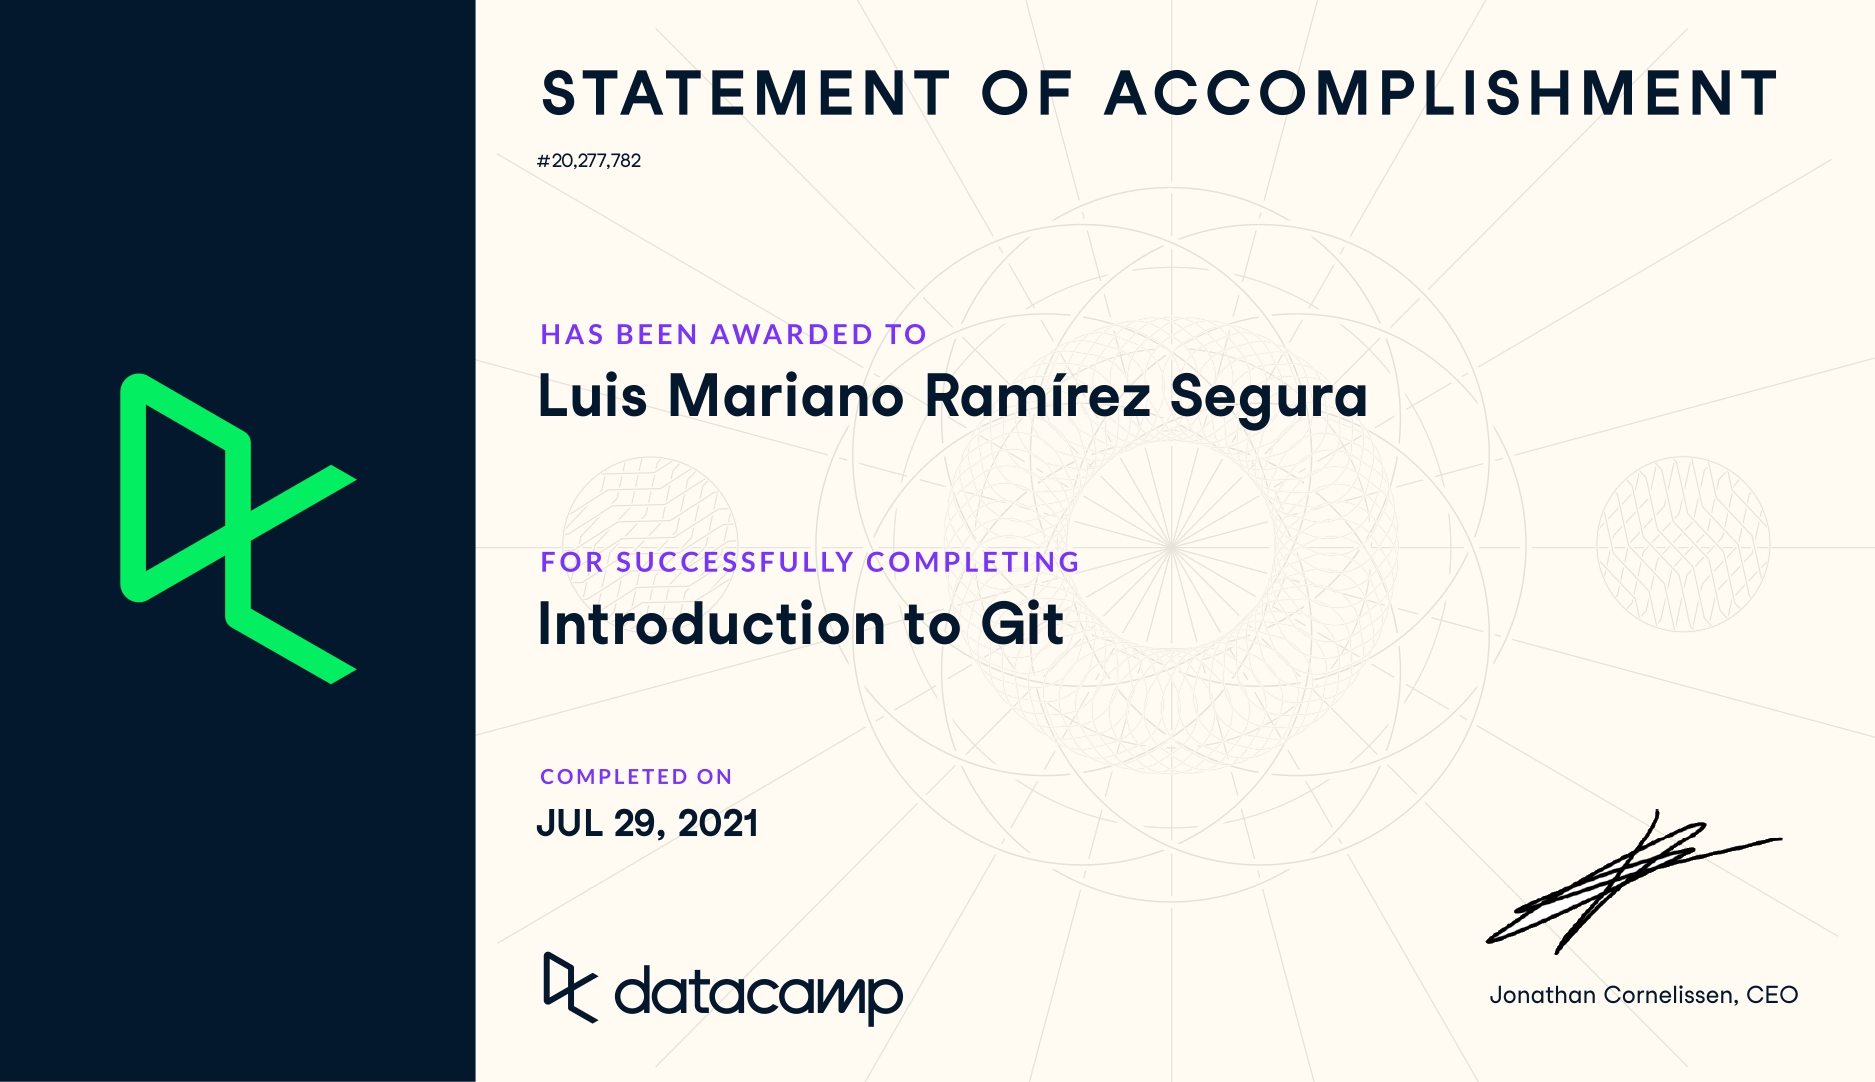 STATEMENT OF ACCOMPLISHMENT
#20,277,782
HAS BEEN AWARDED TO
Luis Mariano Ramírez Segura
FOR SUCCESSFULLY COMPLETING
Introduction to Git
COMPLETED ON
JUL 29, 2021
datacamp
Jonathan Cornelissen, CEO